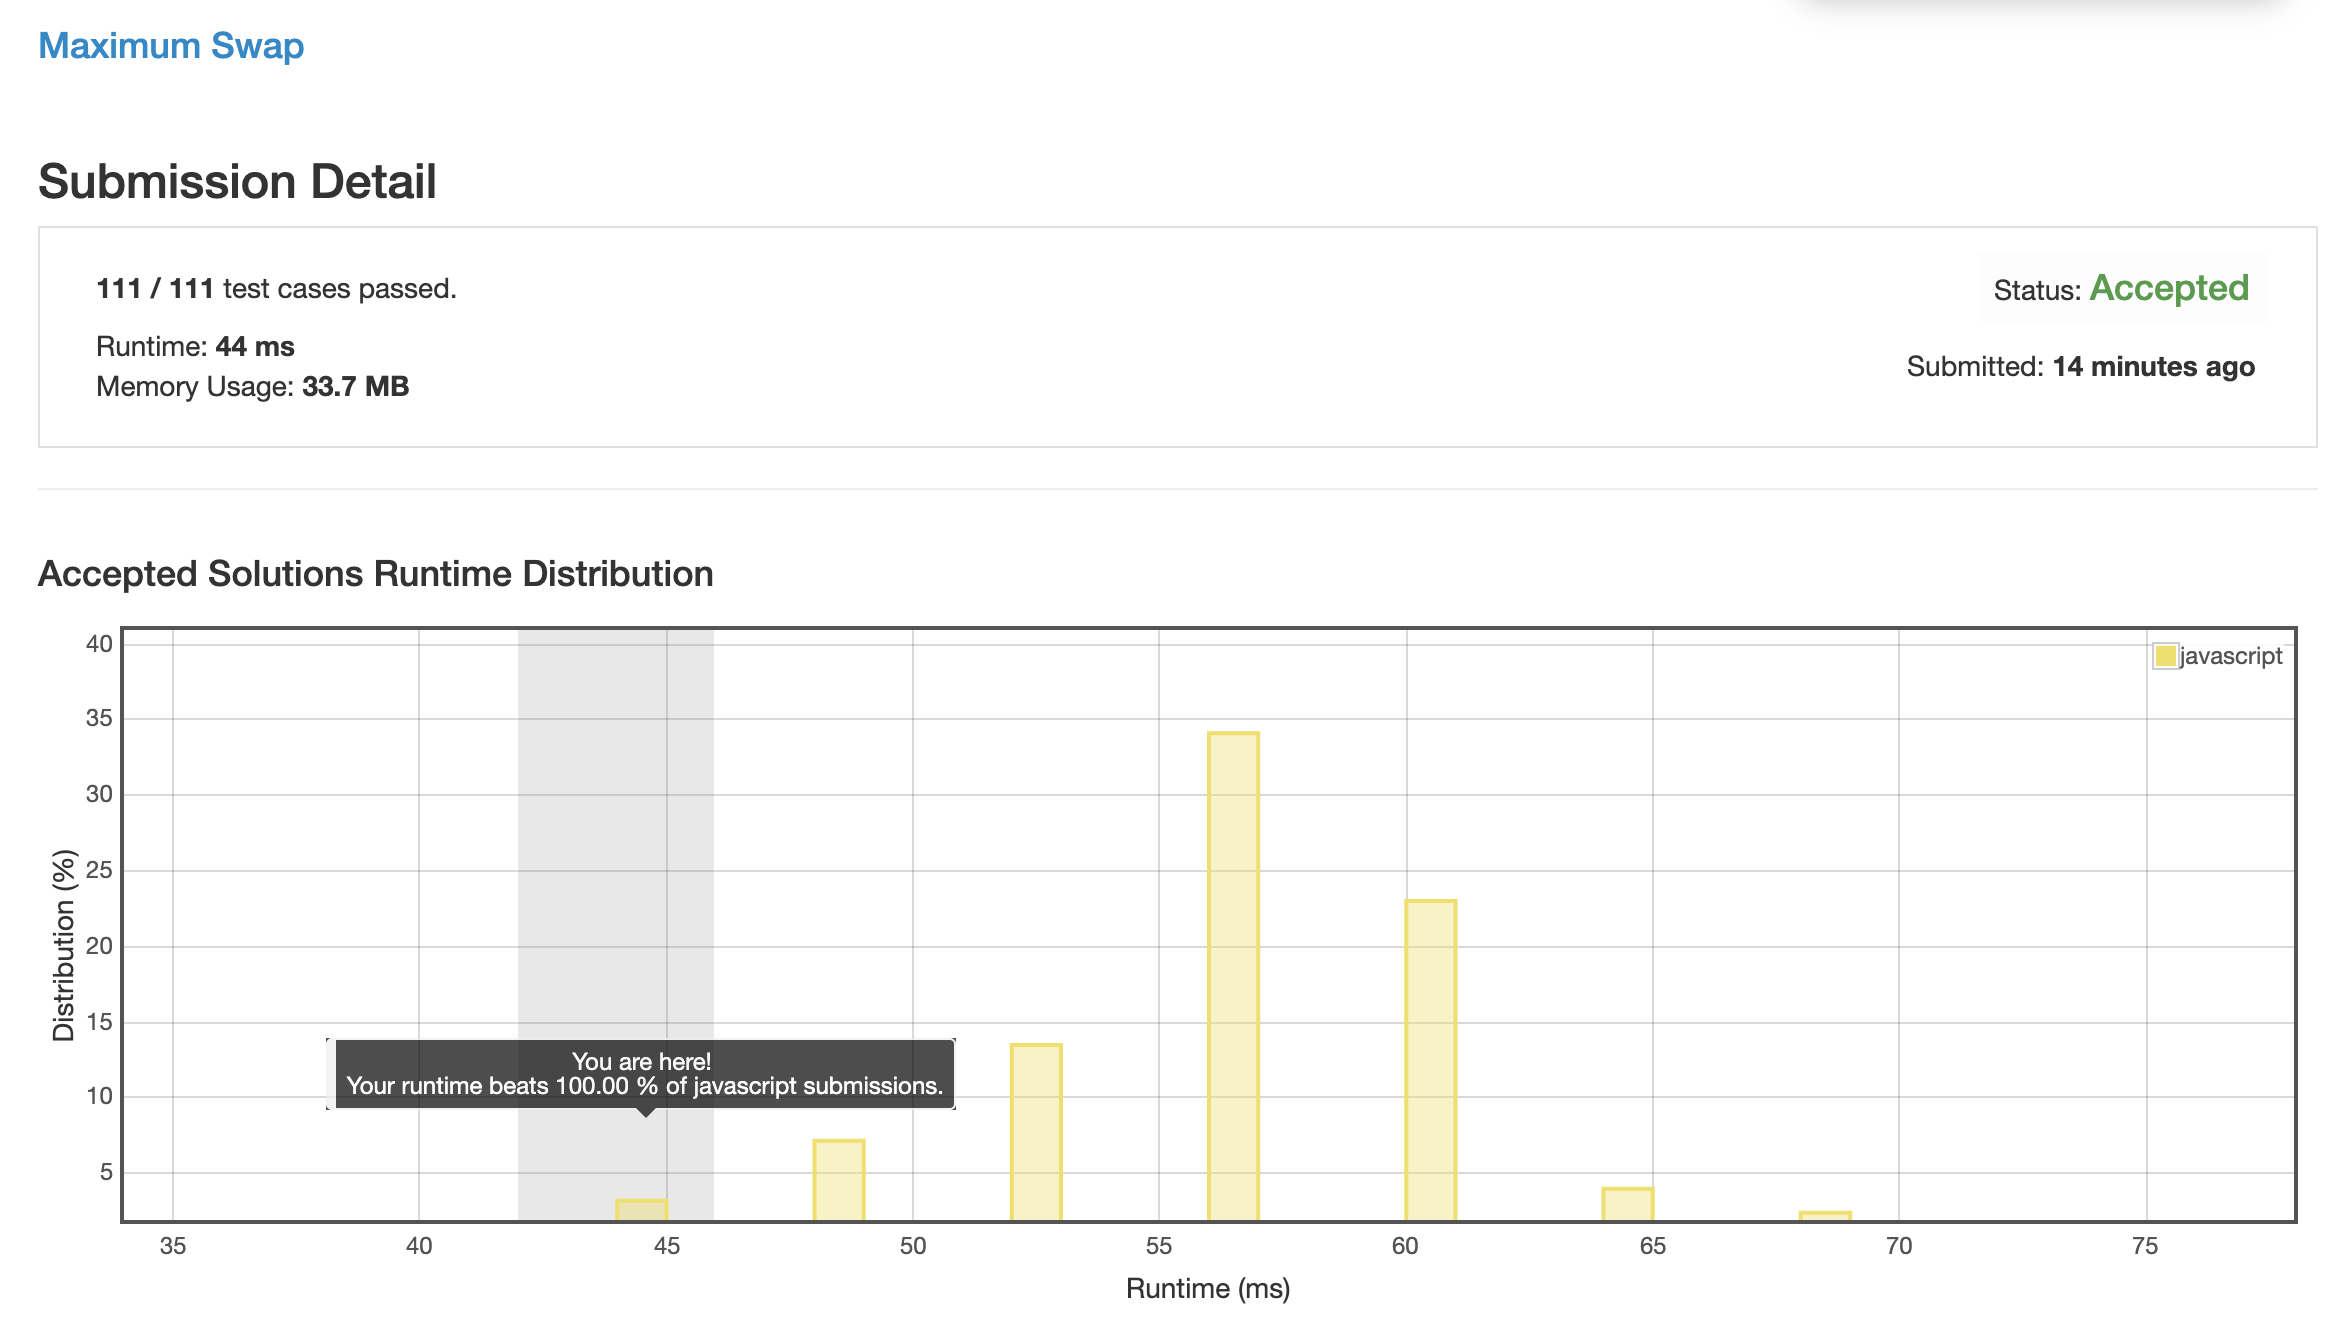 Maximum Swap
Submission Detail
111 / 111 test cases passed.
Status: Accepted
Runtime: 44 ms
Submitted: 14 minutes ago
Memory Usage: 33.7 MB
Accepted Solutions Runtime Distribution
javascript
40
35
30
25
20
15
10
5
Distribution (%)
You are here!
Your runtime beats 100.00 % of javascript submissions.
35 40 45 50 55 60 65 70 75
Runtime (ms)